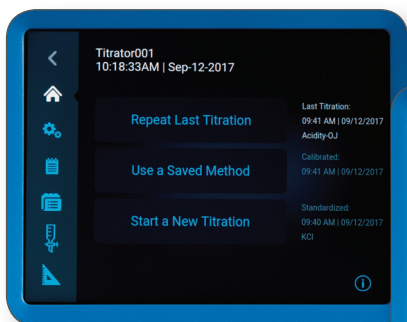 Titrator001
10:18:33AM | Sep-12-2017
Repeat Last Titration
Use a Saved Method
Start a New Titration
Last Titration:
09:41 AM | 09/12/2017
Acidity-OJ
Calibrated:
09:41 AM | 09/12/2017
Standardized:
09:40 AM | 09/12/2017
KCl